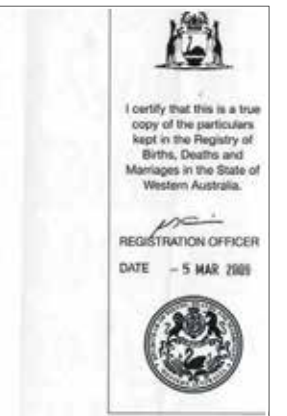 I certify that this is a true
copy of the particulars
kept in the Registry of
Births, Deaths and
Marriages in the State of
Western Australia.
REGISTRATION OFFICER
DATE - 5 MAR 2009